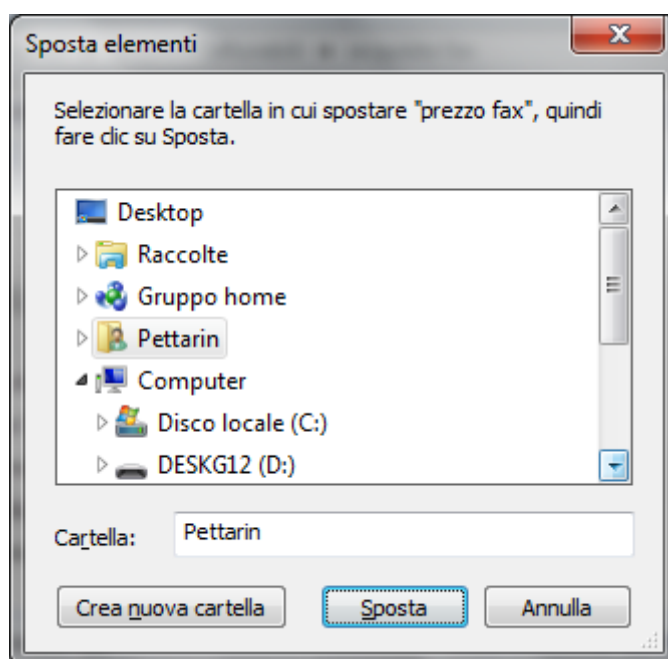 Sposta elementi
Selezionare la cartella in cui spostare "prezzo fax", quindi
fare clic su Sposta.
Desktop
Raccolte
Gruppo home
Pettarin
Computer
Disco locale (C:)
DESKG12 (D:)
Cartella: Pettarin
Crea nuova cartella Sposta Annulla